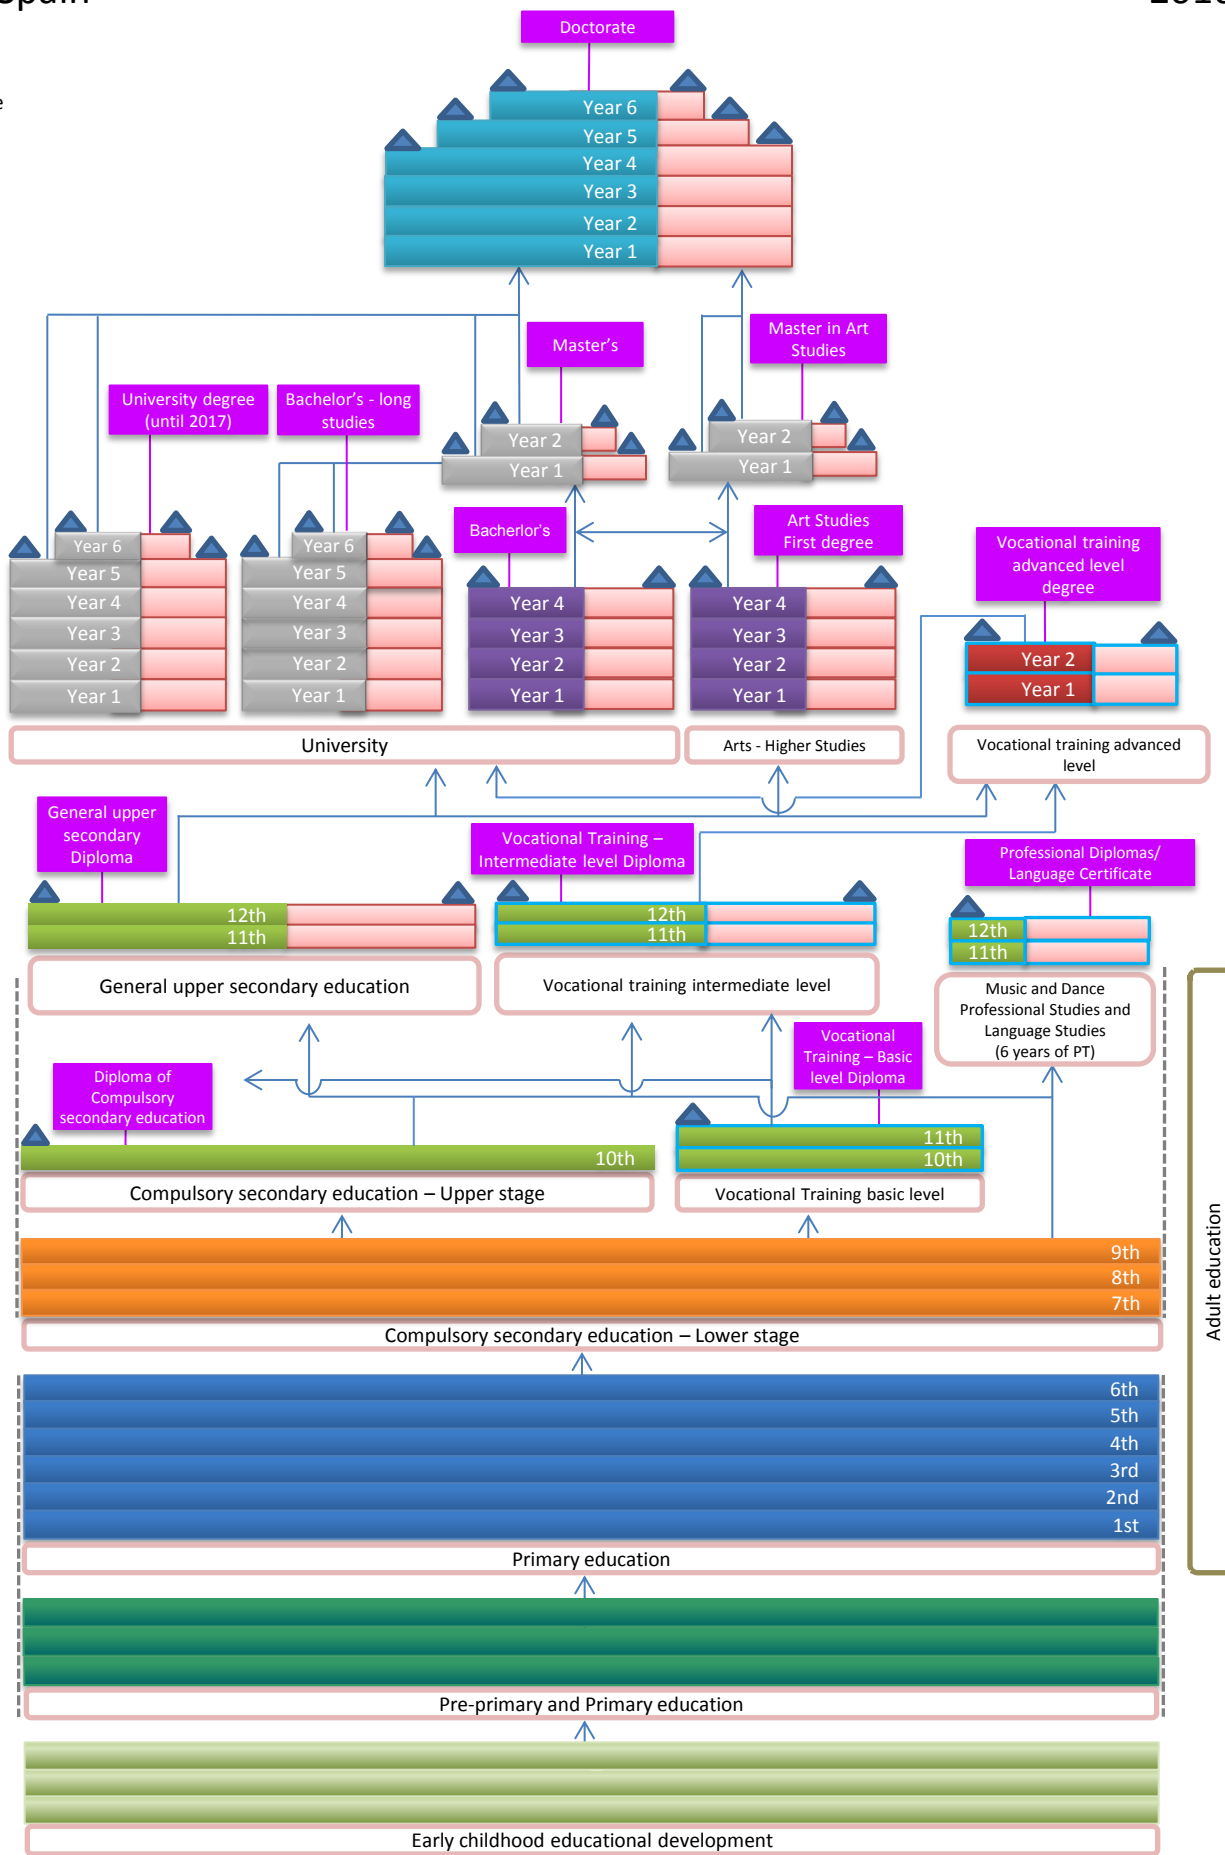 Doctorate
Year 6
Year 5
Year 4
Year 3
Year 2
Year 1
Master's
Master in Art
Studies
University degree
(until 2017)
Bachelor's - long
studies
Year 2
Year 1
Year 2
Year 1
Bacherlor's
Art Studies
First degree
Vocational training
advanced level
degree
Year 6
Year 5
Year 4
Year 3
Year 2
Year 1
Year 6
Year 5
Year 4
Year 3
Year 2
Year 1
Year 4
Year 3
Year 2
Year 1
Year 4
Year 3
Year 2
Year 1
Year 2
Year 1
University
Arts - Higher Studies
Vocational training advanced
level
General upper
secondary
Diploma
Vocational Training –
Intermediate level Diploma
Professional Diplomas/
Language Certificate
12th
11th
12th
11th
12th
11th
General upper secondary education
Vocational training intermediate level
Music and Dance
Professional Studies and
Language Studies
(6 years of PT)
Diploma of
Compulsory
secondary education
Vocational
Training – Basic
level Diploma
10th
11th
10th
Compulsory secondary education – Upper stage
Vocational Training basic level
9th
8th
7th
Compulsory secondary education – Lower stage
Adult education
6th
5th
4th
3rd
2nd
1st
Primary education
Pre-primary and Primary education
Early childhood educational development